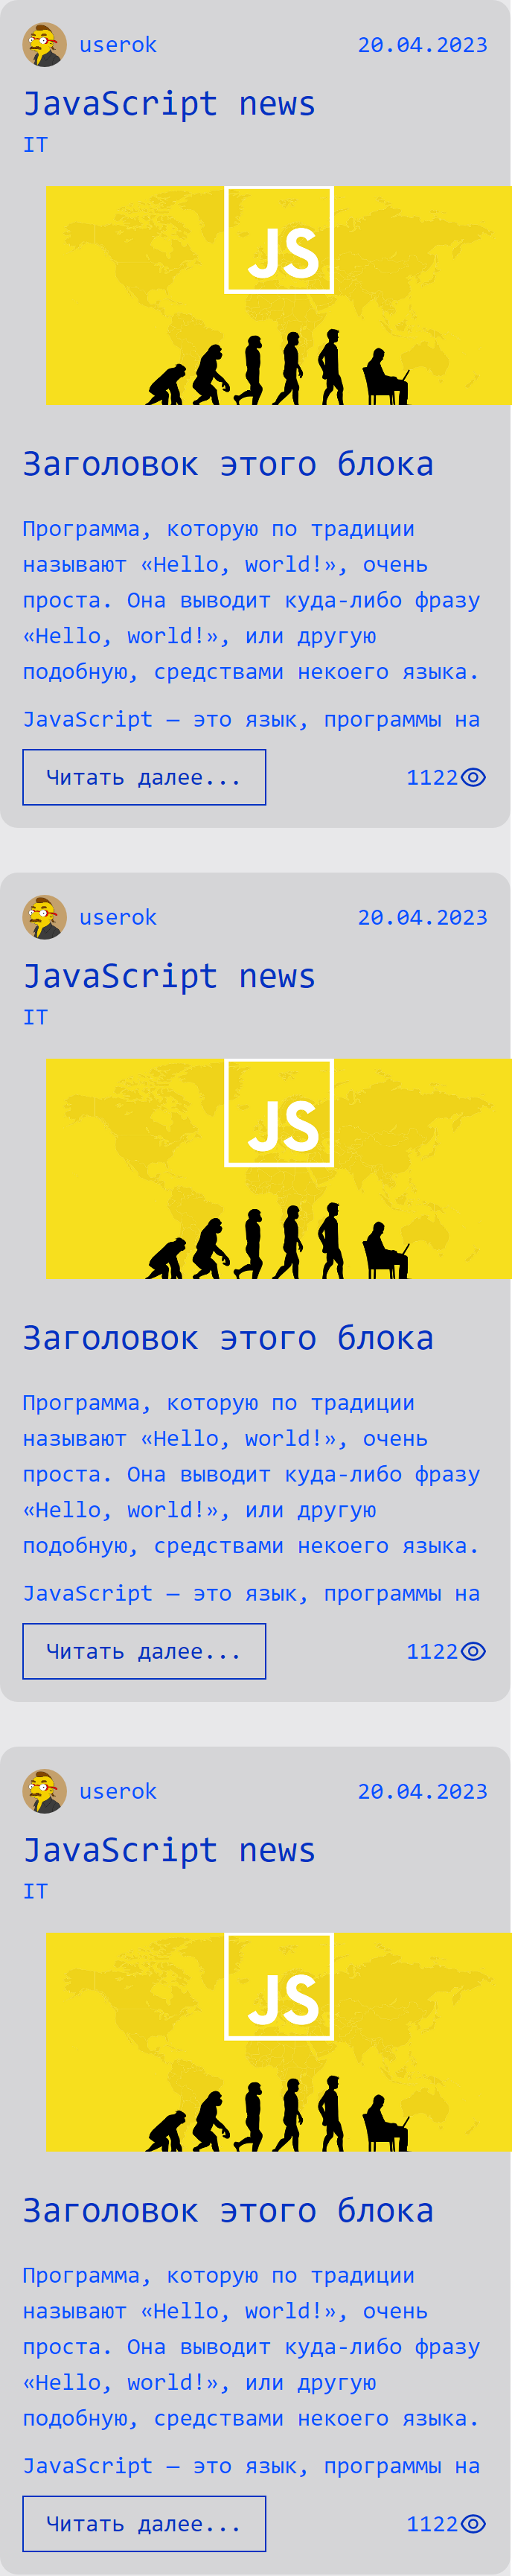 userok 20.04.2023
JavaScript news
IT
JS
Заголовок этого блока
Программа, которую по традиции
называют «Hello, world!», очень
проста. Она выводит куда-либо фразу
«Hello, world!», или другую
подобную, средствами некоего языка.
JavaScript – это язык, программы на
Читать далее... 1122
userok 20.04.2023
JavaScript news
IT
JS
Заголовок этого блока
Программа, которую по традиции
называют «Hello, world!», очень
проста. Она выводит куда-либо фразу
«Hello, world!», или другую
подобную, средствами некоего языка.
JavaScript – это язык, программы на
Читать далее... 1122
userok 20.04.2023
JavaScript news
IT
JS
Заголовок этого блока
Программа, которую по традиции
называют «Hello, world!», очень
проста. Она выводит куда-либо фразу
«Hello, world!», или другую
подобную, средствами некоего языка.
JavaScript – это язык, программы на
Читать далее... 1122